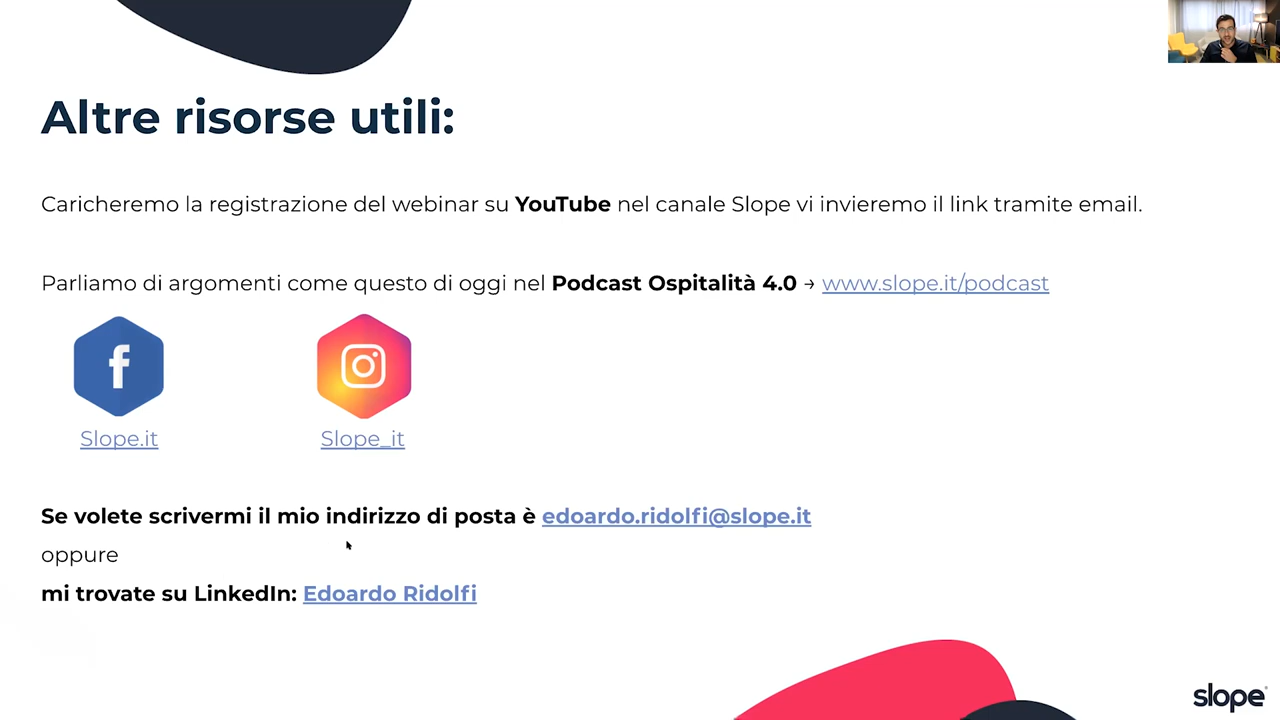 Altre risorse utili:
Caricheremo la registrazione del webinar su YouTube nel canale Slope vi invieremo il link tramite email.
Parliamo di argomenti come questo di oggi nel Podcast Ospitalità 4.0 → www.slope.it/podcast
Slope.it Slope_it
Se volete scrivermi il mio indirizzo di posta è edoardo.ridolfi@slope.it
oppure
mi trovate su LinkedIn: Edoardo Ridolfi
slope